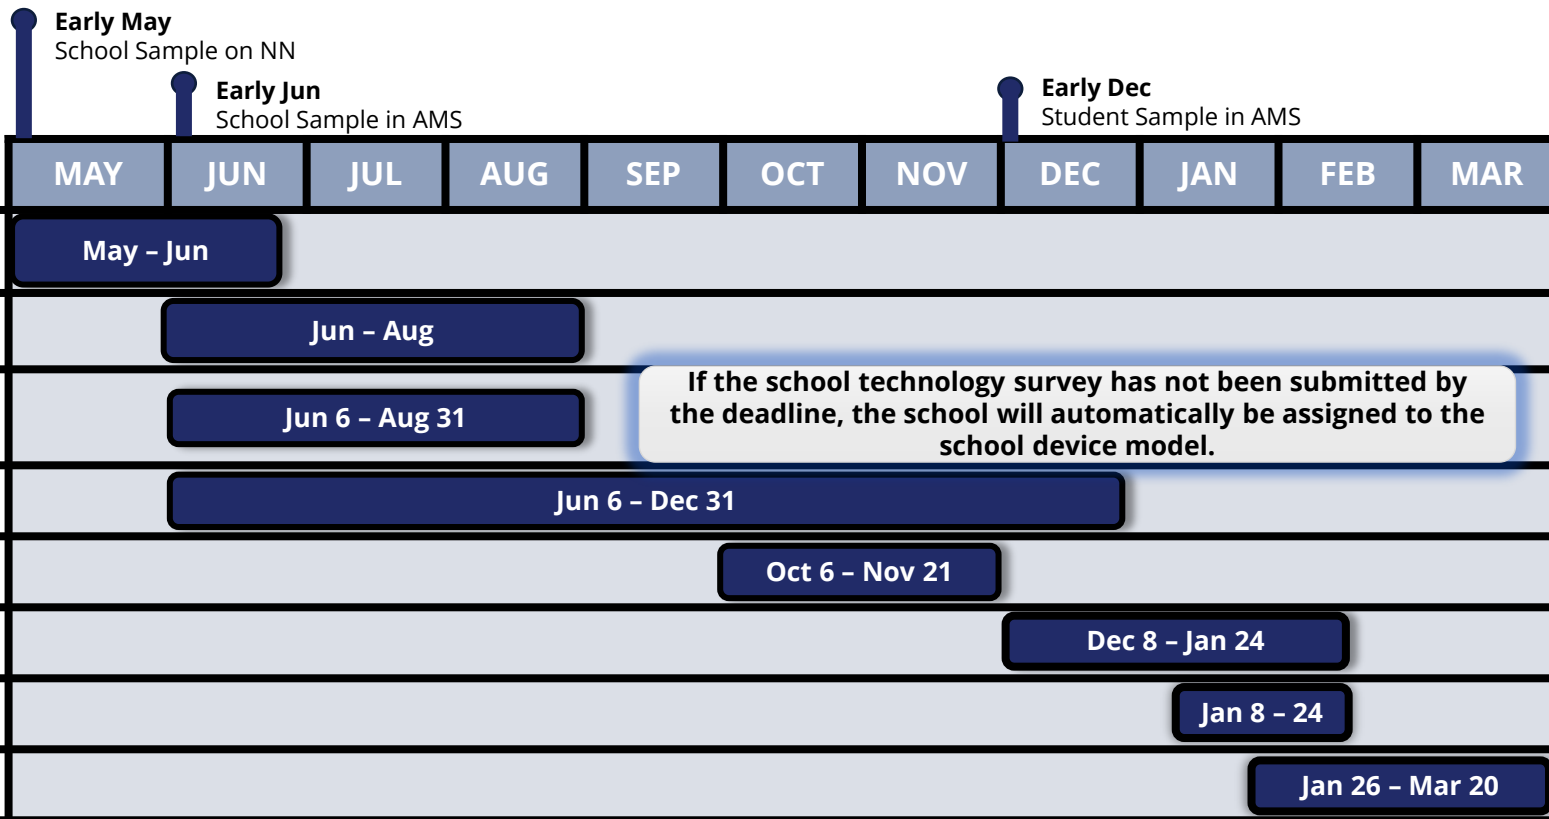 Early May
School Sample on NN
Early Jun
School Sample in AMS
Early Dec
Student Sample in AMS
MAY JUN JUL AUG SEP OCT NOV DEC JAN FEB MAR
May – Jun
Jun – Aug
If the school technology survey has not been submitted by
the deadline, the school will automatically be assigned to the
school device model.
Jun 6 – Aug 31
Jun 6 – Dec 31
Oct 6 – Nov 21
Dec 8 – Jan 24
Jan 8 – 24
Jan 26 – Mar 20